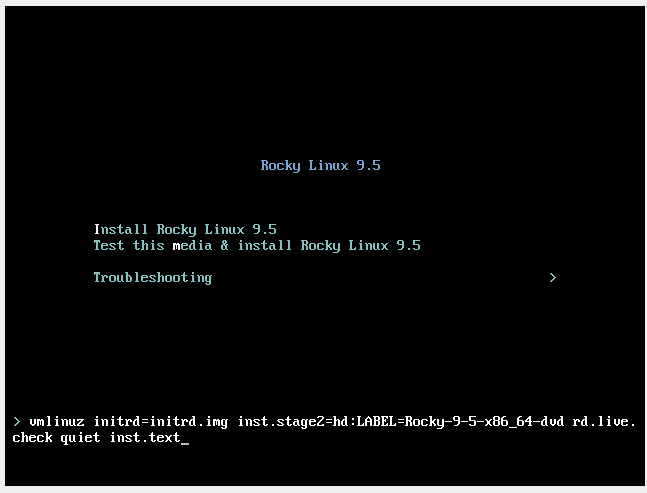 Rocky Linux 9.5
Install Rocky Linux 9.5
Test this media & install Rocky Linux 9.5
Troubleshooting >
> vmlinuz initrd=initrd.img inst.stage2=hd:LABEL=Rocky-9-5-x86_64-dvd rd.live.
check quiet inst.text_